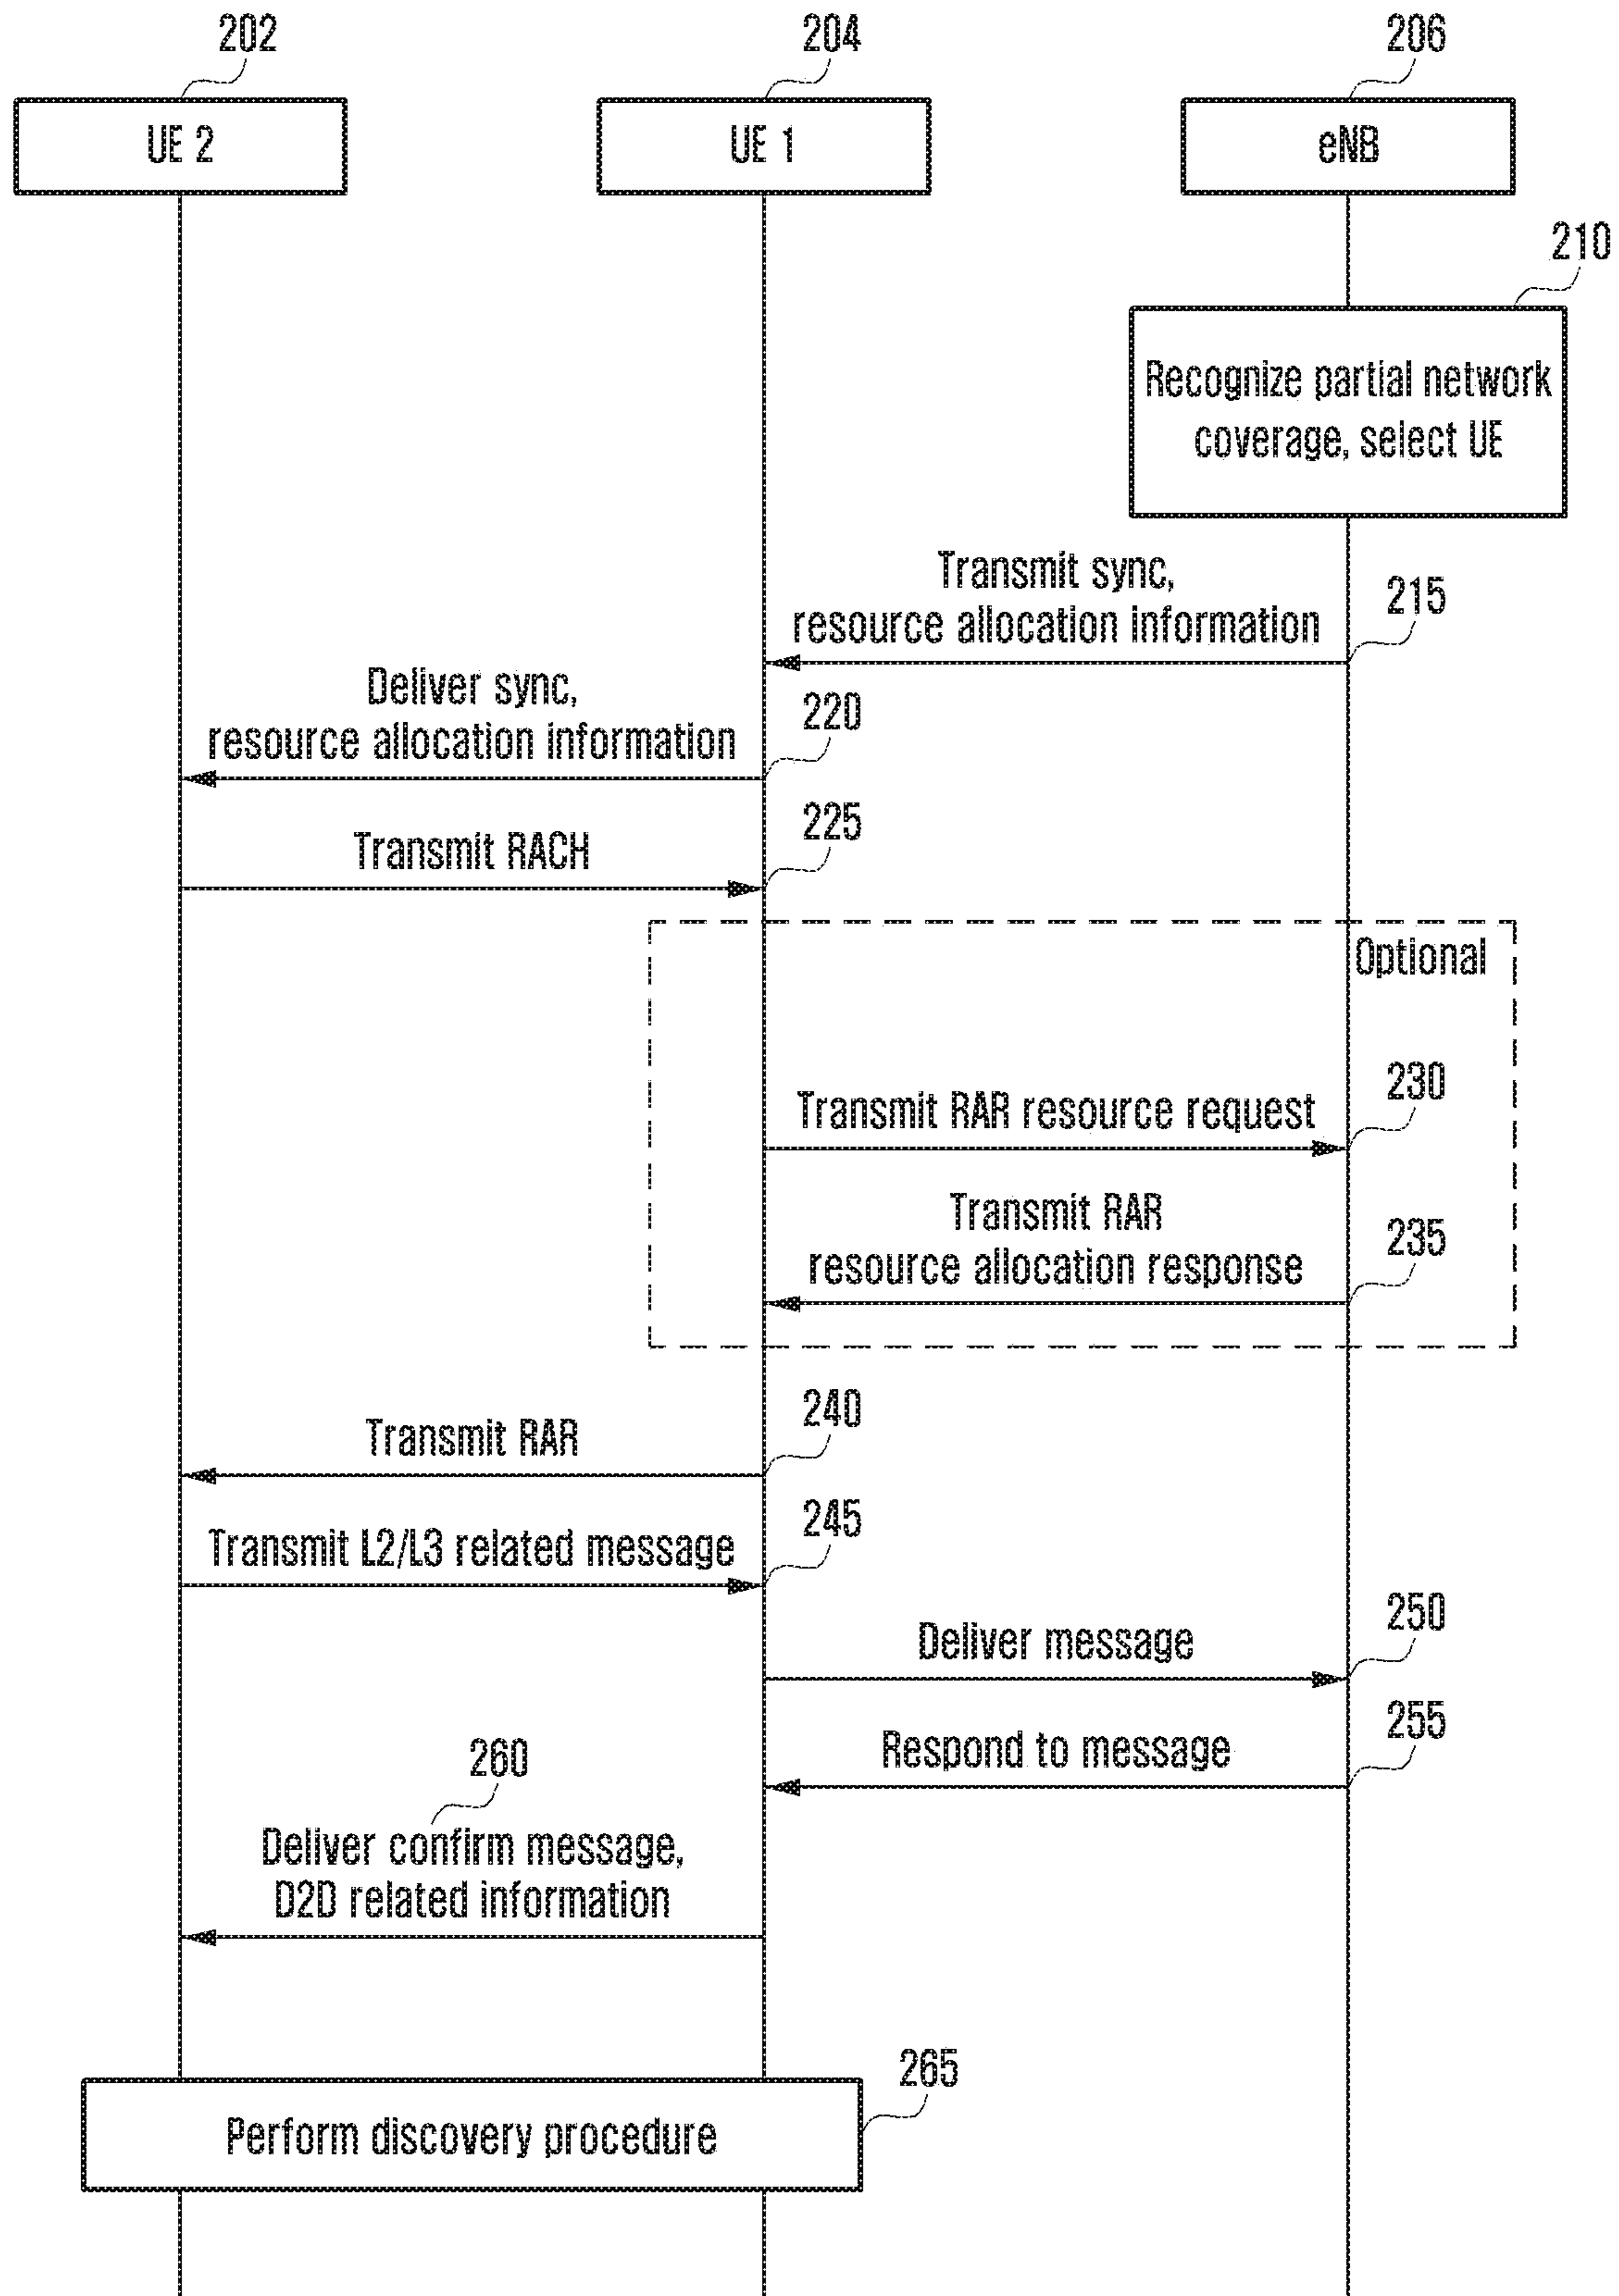 202
204
206
UE 2
UE 1
eNB
210
Recognize partial network
coverage, select UE
Transmit sync,
resource allocation information
215
Deliver sync,
resource allocation information
220
225
Transmit RACH
Optional
230
Transmit RAR resource request
Transmit RAR
resource allocation response
235
240
Transmit RAR
245
Transmit L2/L3 related message
250
Deliver message
255
Respond to message
260
Deliver confirm message,
D2D related information
265
Perform discovery procedure